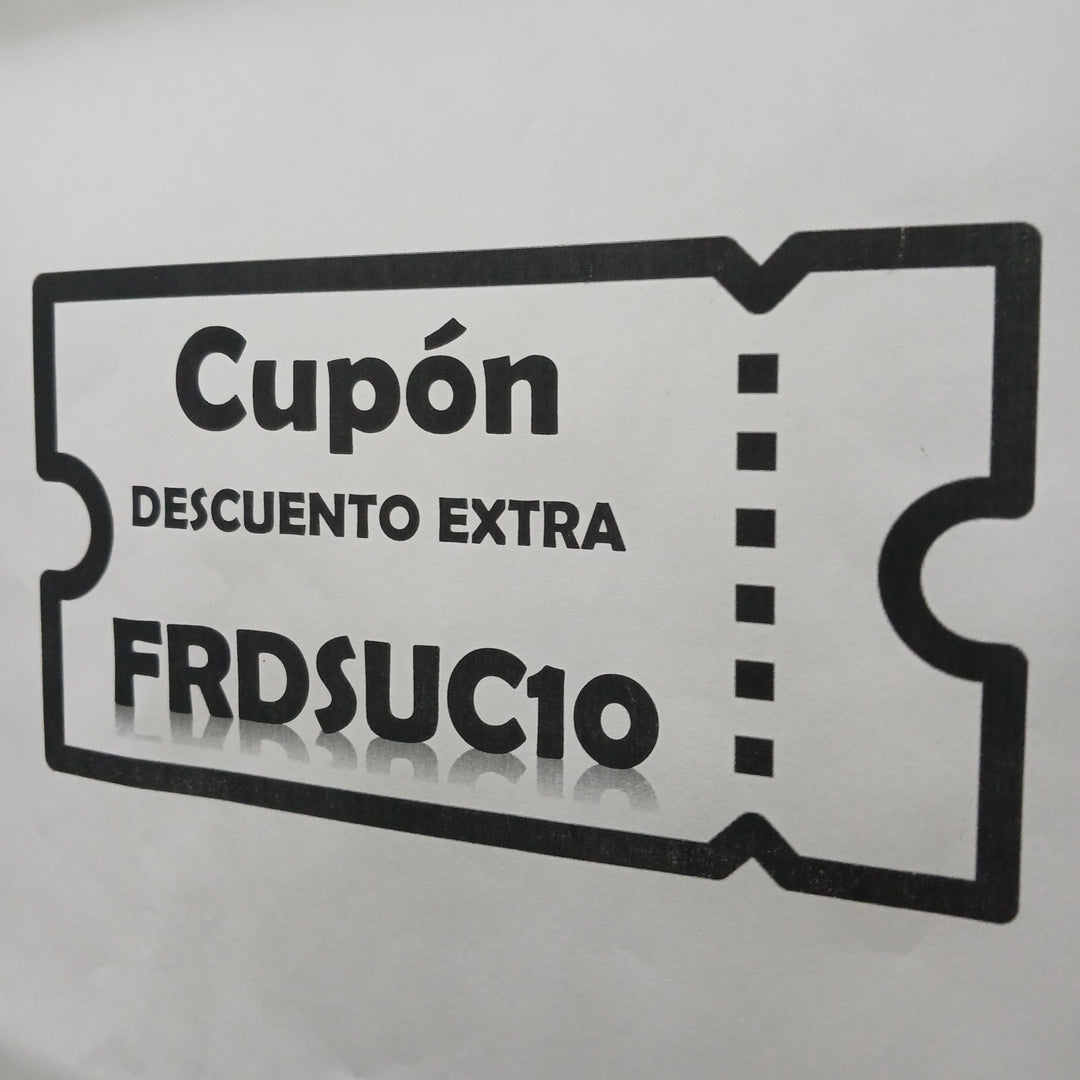 Cupón
DESCUENTO EXTRA
FRDSUC10